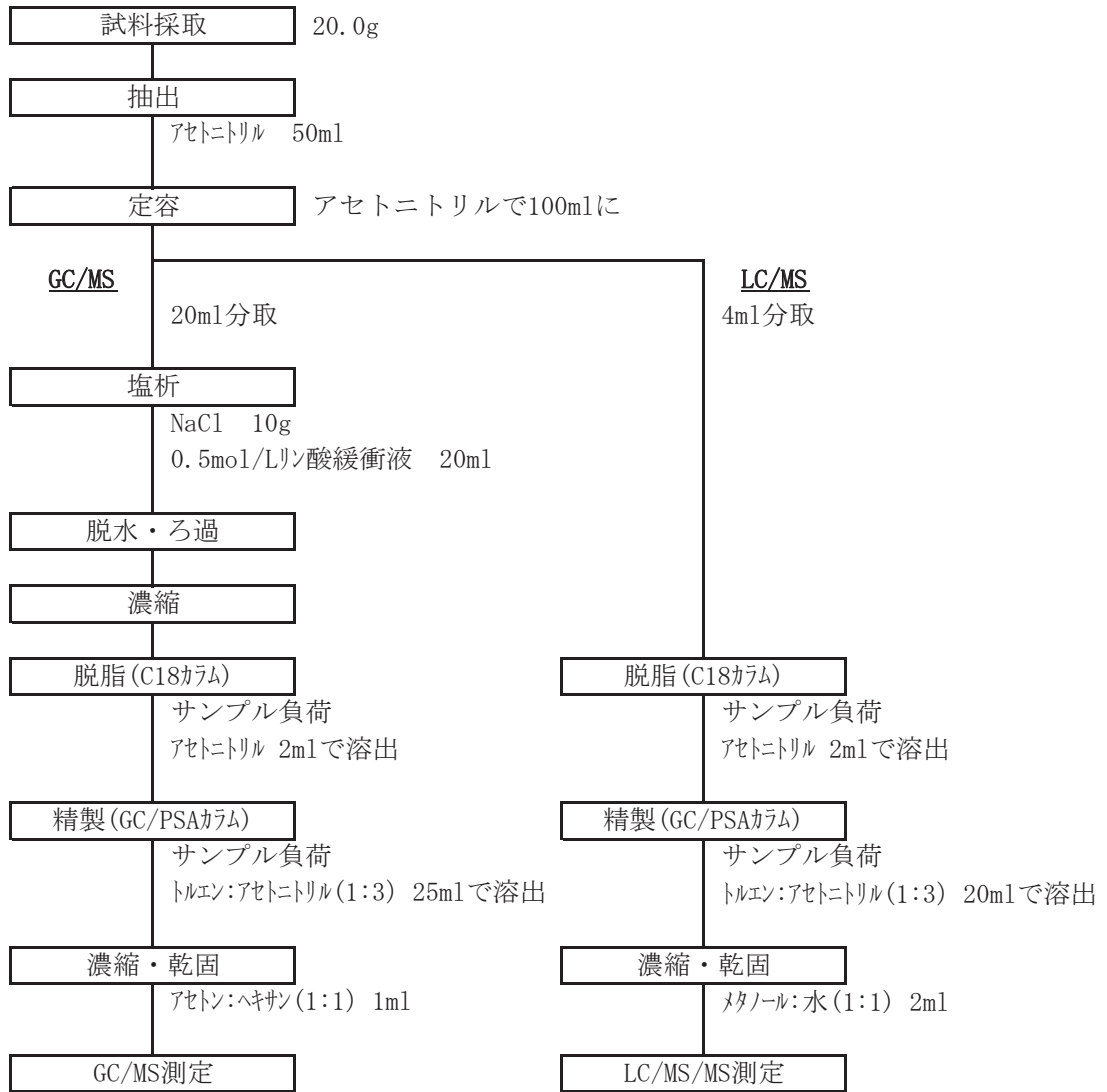 試料採取 20.0g
抽出
ｱｾﾄﾆﾄﾘﾙ 50ml
定容 アセトニトリルで100mlに
GC/MS LC/MS
20ml分取 4ml分取
塩析
NaCl 10g
0.5mol/Lﾘﾝ酸緩衝液 20ml
脱水・ろ過
濃縮
脱脂(C18ｶﾗﾑ) 脱脂(C18ｶﾗﾑ)
サンプル負荷 サンプル負荷
ｱｾﾄﾆﾄﾘﾙ 2mlで溶出 ｱｾﾄﾆﾄﾘﾙ 2mlで溶出
精製(GC/PSAｶﾗﾑ) 精製(GC/PSAｶﾗﾑ)
サンプル負荷 サンプル負荷
ﾄﾙｴﾝ:ｱｾﾄﾆﾄﾘﾙ(1:3) 25mlで溶出 ﾄﾙｴﾝ:ｱｾﾄﾆﾄﾘﾙ(1:3) 20mlで溶出
濃縮・乾固 濃縮・乾固
ｱｾﾄﾝ:ﾍｷｻﾝ(1:1) 1ml ﾒﾀﾉｰﾙ:水(1:1) 2ml
GC/MS測定 LC/MS/MS測定